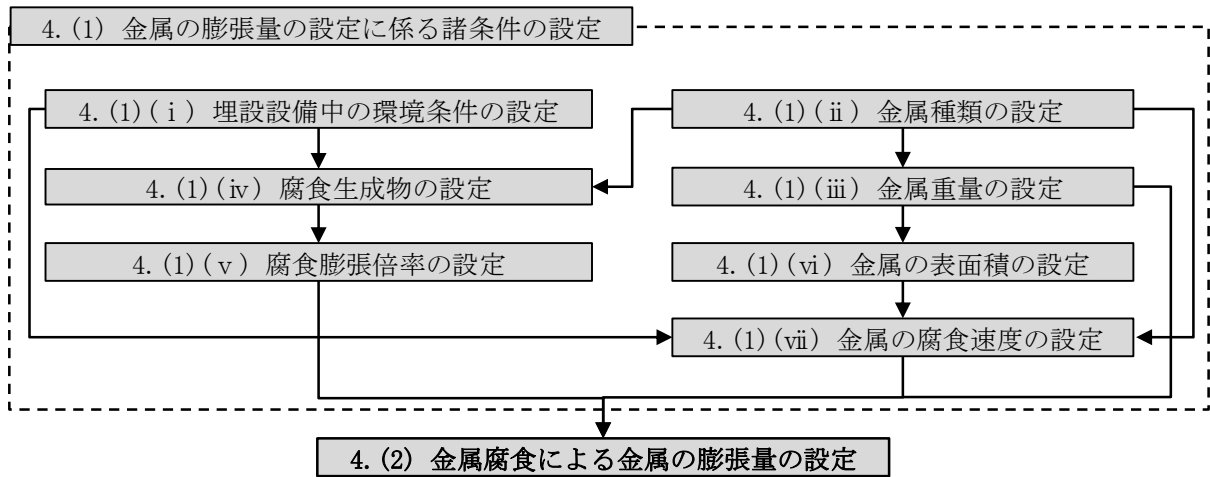 4.(1) 金属の膨張量の設定に係る諸条件の設定
4.(1)(ⅰ) 埋設設備中の環境条件の設定
4.(1)(ⅱ) 金属種類の設定
4.(1)(ⅳ) 腐食生成物の設定
4.(1)(ⅲ) 金属重量の設定
4.(1)(ⅴ) 腐食膨張倍率の設定
4.(1)(ⅵ) 金属の表面積の設定
4.(1)(ⅶ) 金属の腐食速度の設定
4.(2) 金属腐食による金属の膨張量の設定